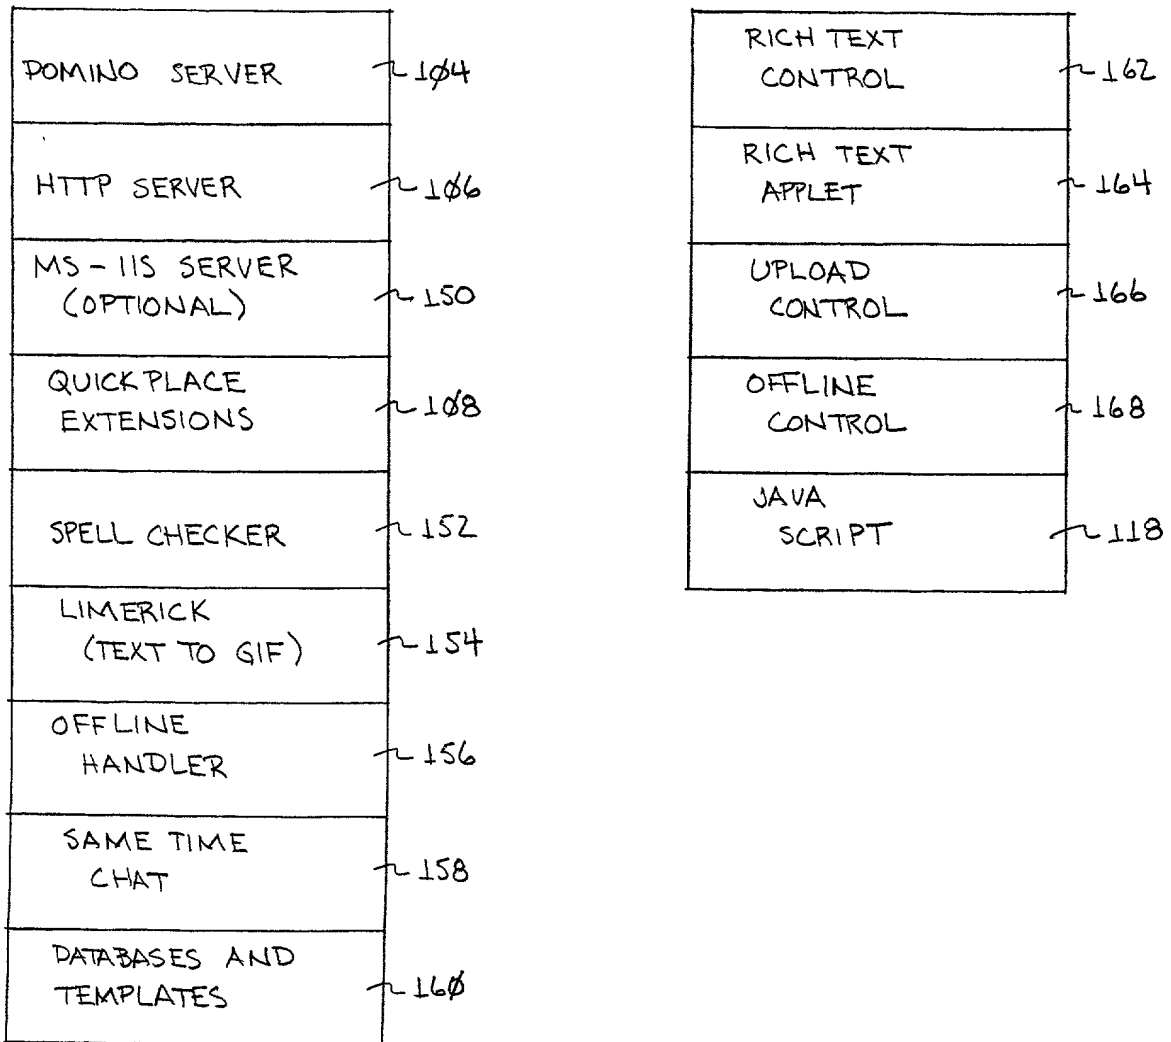 DOMINO SERVER 104
HTTP SERVER 106
MS-IIS SERVER
(OPTIONAL) 150
QUICKPLACE
EXTENSIONS 108
SPELL CHECKER 152
LIMERICK
(TEXT TO GIF) 154
OFFLINE
HANDLER 156
SAME TIME
CHAT 158
DATABASES AND
TEMPLATES 160
RICH TEXT
CONTROL 162
RICH TEXT
APPLET 164
UPLOAD
CONTROL 166
OFFLINE
CONTROL 168
JAVA
SCRIPT 118